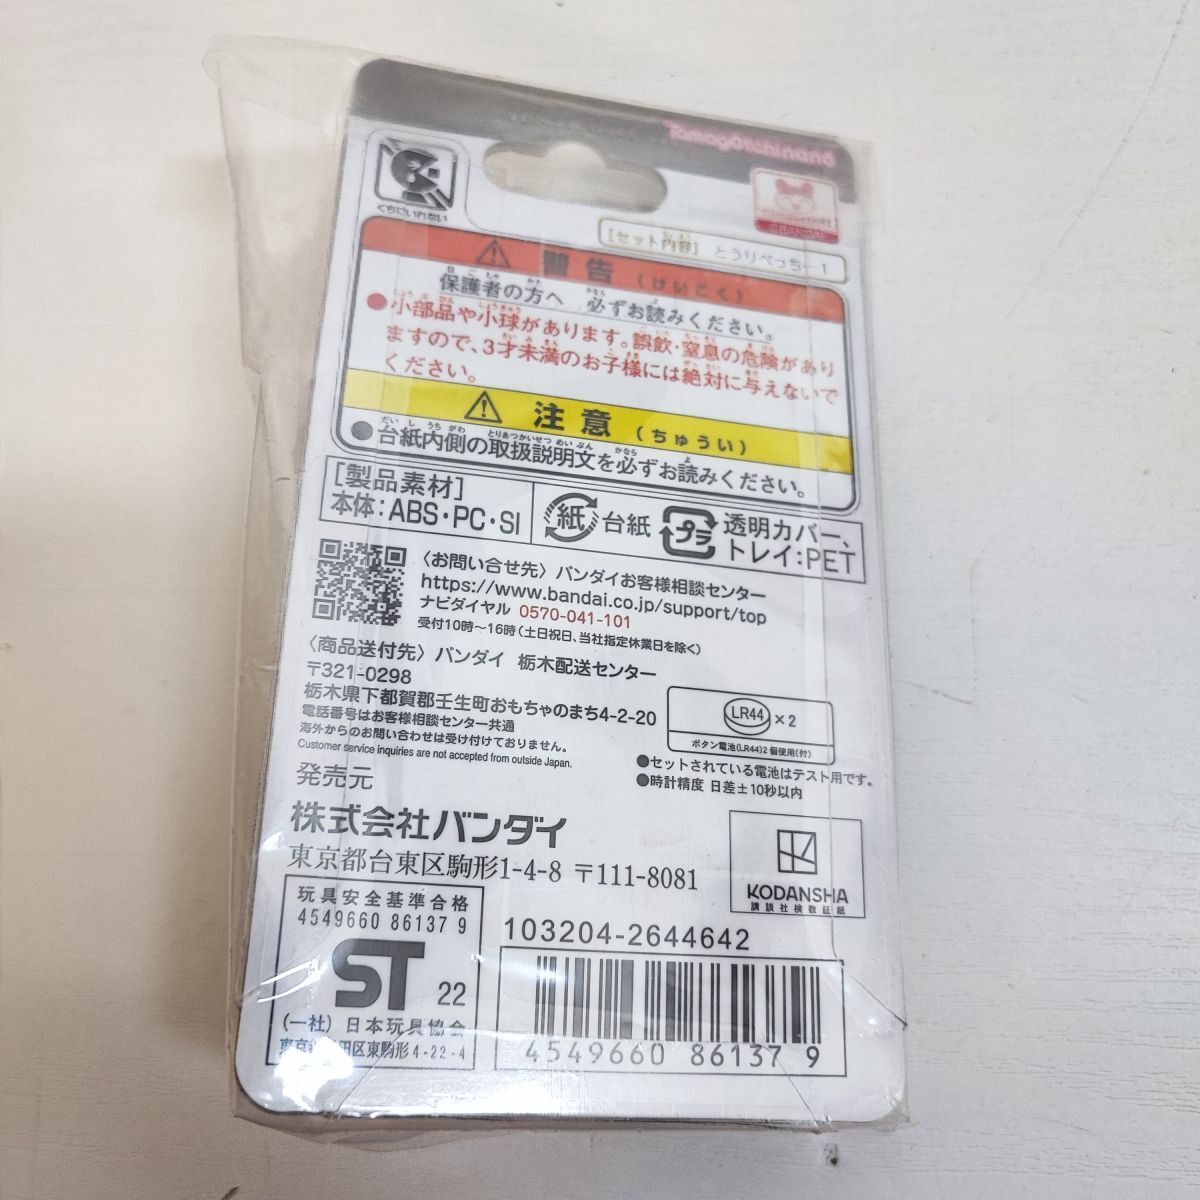 TamagOtchi nanO
くちにいれない
[セット内容] とうりべっち…1
BANDAI
警告(けいこく)
保護者の方へ 必ずお読みください。
●小部品や小球があります。誤飲・窒息の危険があり
ますので、3才未満のお子様には絶対に与えないで
ください。
注意(ちゅうい)
●台紙内側の取扱説明文を必ずお読みください。
[製品素材]
本体:ABS・PC・SI
紙 台紙
プラ 透明カバー、
トレイ:PET
〈お問い合せ先〉バンダイお客様相談センター
https://www.bandai.co.jp/support/top
ナビダイヤル 0570-041-101
受付10時～16時(土日祝日、当社指定休業日を除く)
〈商品送付先〉バンダイ 栃木配送センター
〒321-0298
栃木県下都賀郡壬生町おもちゃのまち4-2-20
電話番号はお客様相談センター共通
海外からのお問い合わせは受け付けておりません。
Customer service inquiries are not accepted from outside Japan.
LR44×2
ボタン電池(LR44)2個使用(付)
●セットされている電池はテスト用です。
●時計精度 日差±10秒以内
発売元
株式会社バンダイ
東京都台東区駒形1-4-8 〒111-8081
KODANSHA
講談社検数証紙
玩具安全基準合格
4549660 86137 9
ST 22
(一社)日本玩具協会
田区東駒形4-22-4
103204-2644642
4549660 861379